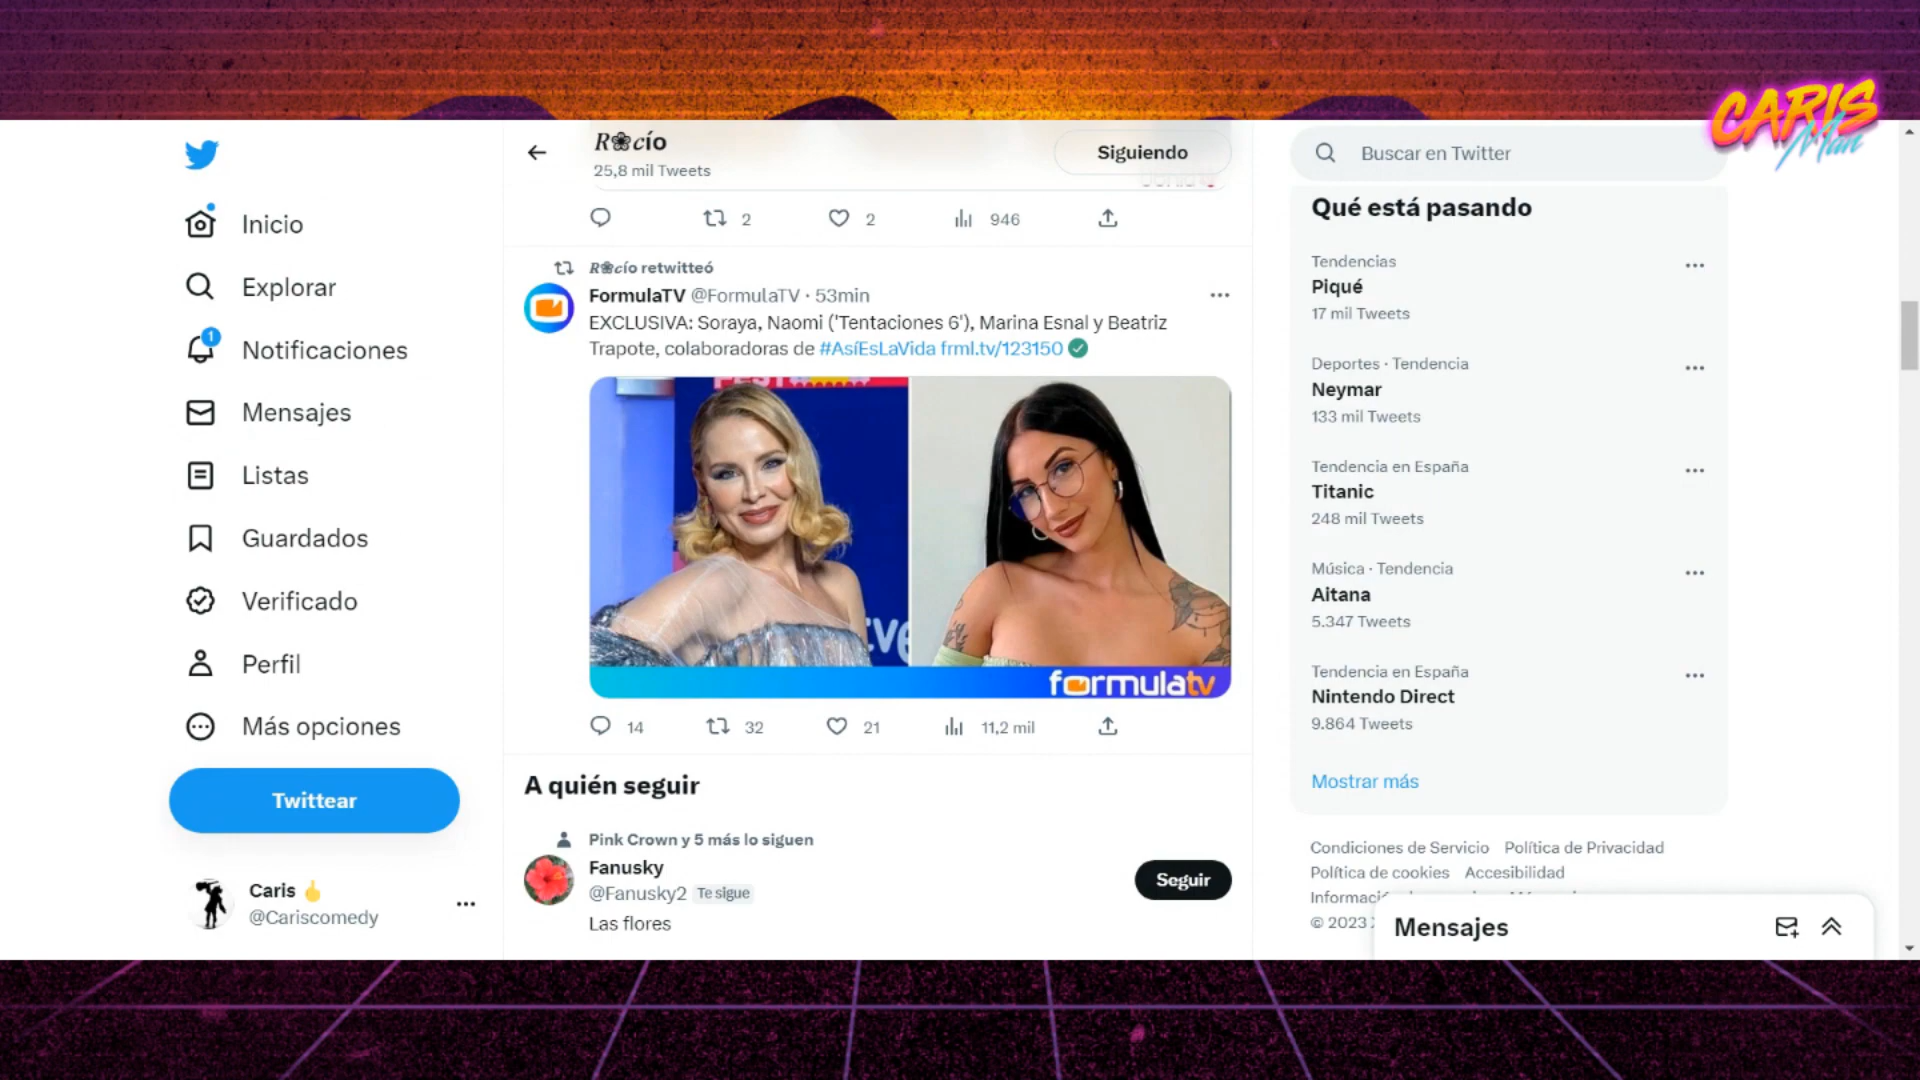 CARIS
Man
R❀cío
25,8 mil Tweets
Siguiendo
Buscar en Twitter
Inicio
Explorar
1
Notificaciones
Mensajes
Listas
Guardados
Verificado
Perfil
Más opciones
Twittear
Caris
@Cariscomedy
2
2
946
R❀cío retwitteó
FormulaTV @FormulaTV · 53min
EXCLUSIVA: Soraya, Naomi ('Tentaciones 6'), Marina Esnal y Beatriz
Trapote, colaboradoras de #AsíEsLaVida frml.tv/123150
tve
formulatv
14
32
21
11,2 mil
A quién seguir
Pink Crown y 5 más lo siguen
Fanusky
@Fanusky2 Te sigue
Las flores
Seguir
Qué está pasando
Tendencias
Piqué
17 mil Tweets
Deportes · Tendencia
Neymar
133 mil Tweets
Tendencia en España
Titanic
248 mil Tweets
Música · Tendencia
Aitana
5.347 Tweets
Tendencia en España
Nintendo Direct
9.864 Tweets
Mostrar más
Condiciones de Servicio Política de Privacidad
Política de cookies Accesibilidad
© 2023
Mensajes